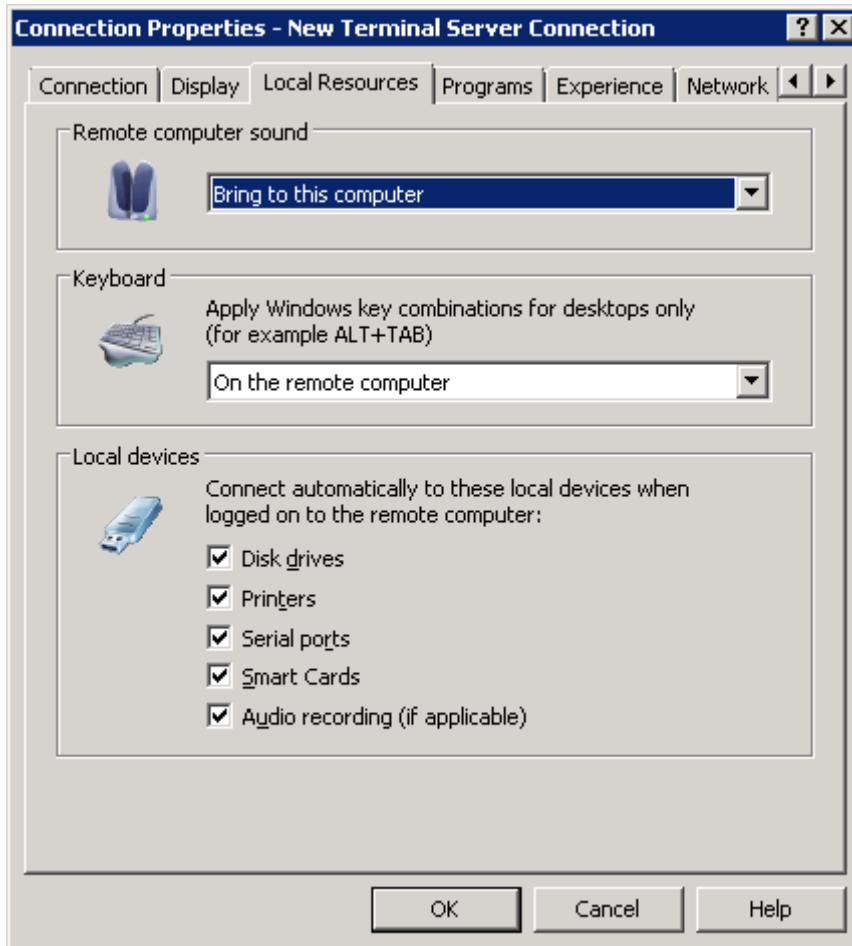 Connection Properties - New Terminal Server Connection
Connection Display Local Resources Programs Experience Network
Remote computer sound
Bring to this computer
Keyboard
Apply Windows key combinations for desktops only
(for example ALT+TAB)
On the remote computer
Local devices
Connect automatically to these local devices when
logged on to the remote computer:
Disk drives
Printers
Serial ports
Smart Cards
Audio recording (if applicable)
OK Cancel Help